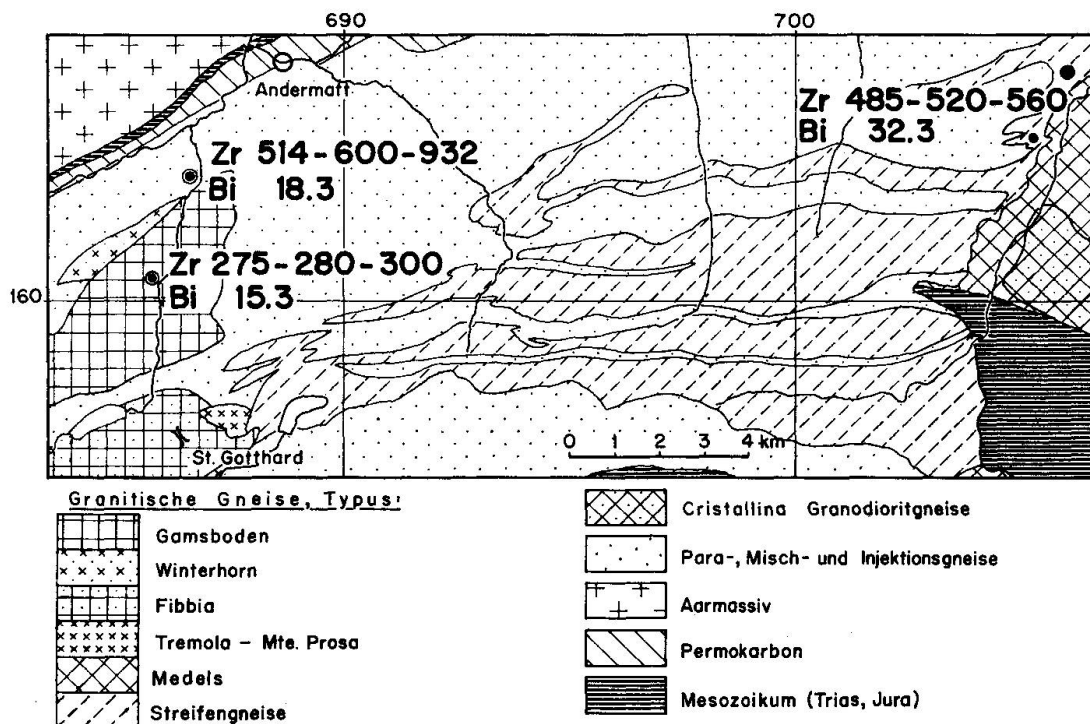 690
700
Andermatt
Zr 485-520-560
Bi 32.3
Zr 514-600-932
Bi 18.3
Zr 275-280-300
Bi 15.3
160
0 1 2 3 4 km
St. Gotthard
Granitische Gneise, Typus:
Gamsboden
Winterhorn
Fibbia
Tremola - Mte. Prosa
Medels
Streifengneise
Cristallina Granodioritgneise
Para-, Misch- und Injektionsgneise
Aarmassiv
Permokarbon
Mesozoikum (Trias, Jura)